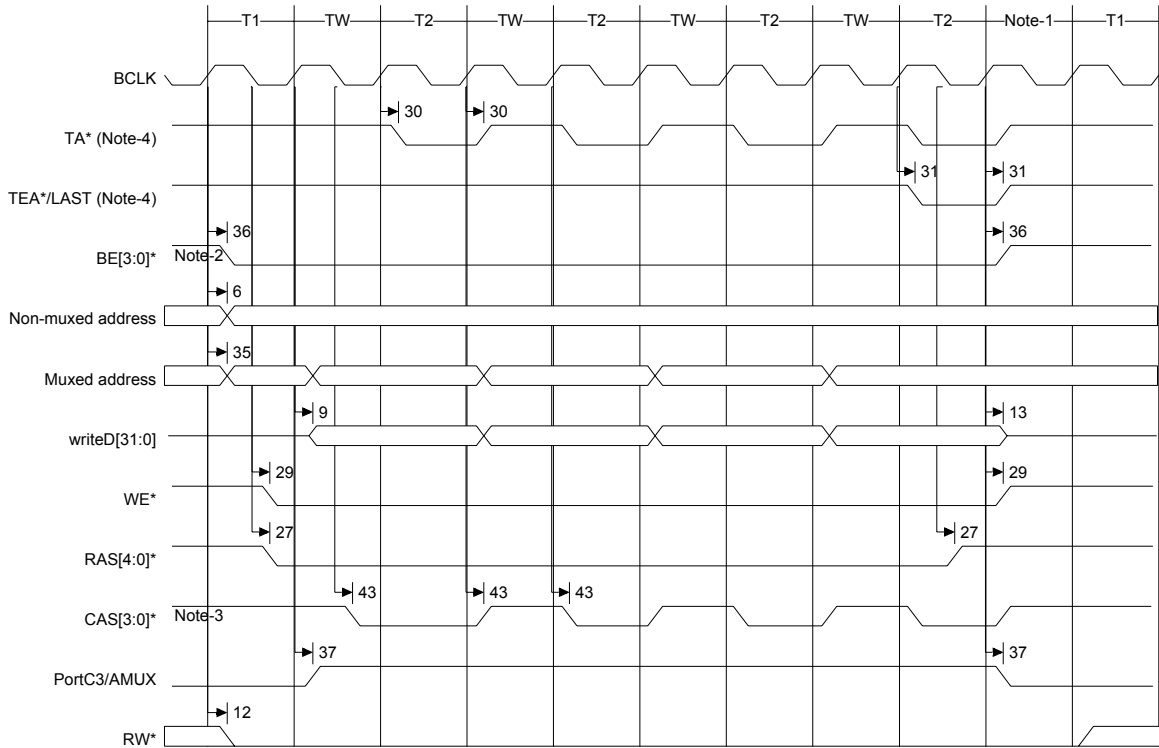 T1 TW T2 TW T2 TW T2 TW T2 Note-1 T1
BCLK
30 30
TA* (Note-4)
31 31
TEA*/LAST (Note-4)
36 36
BE[3:0]* Note-2
6
Non-muxed address
35
Muxed address
9 13
writeD[31:0]
29 29
WE*
27 27
RAS[4:0]*
43 43 43
CAS[3:0]* Note-3
37 37
PortC3/AMUX
12
RW*